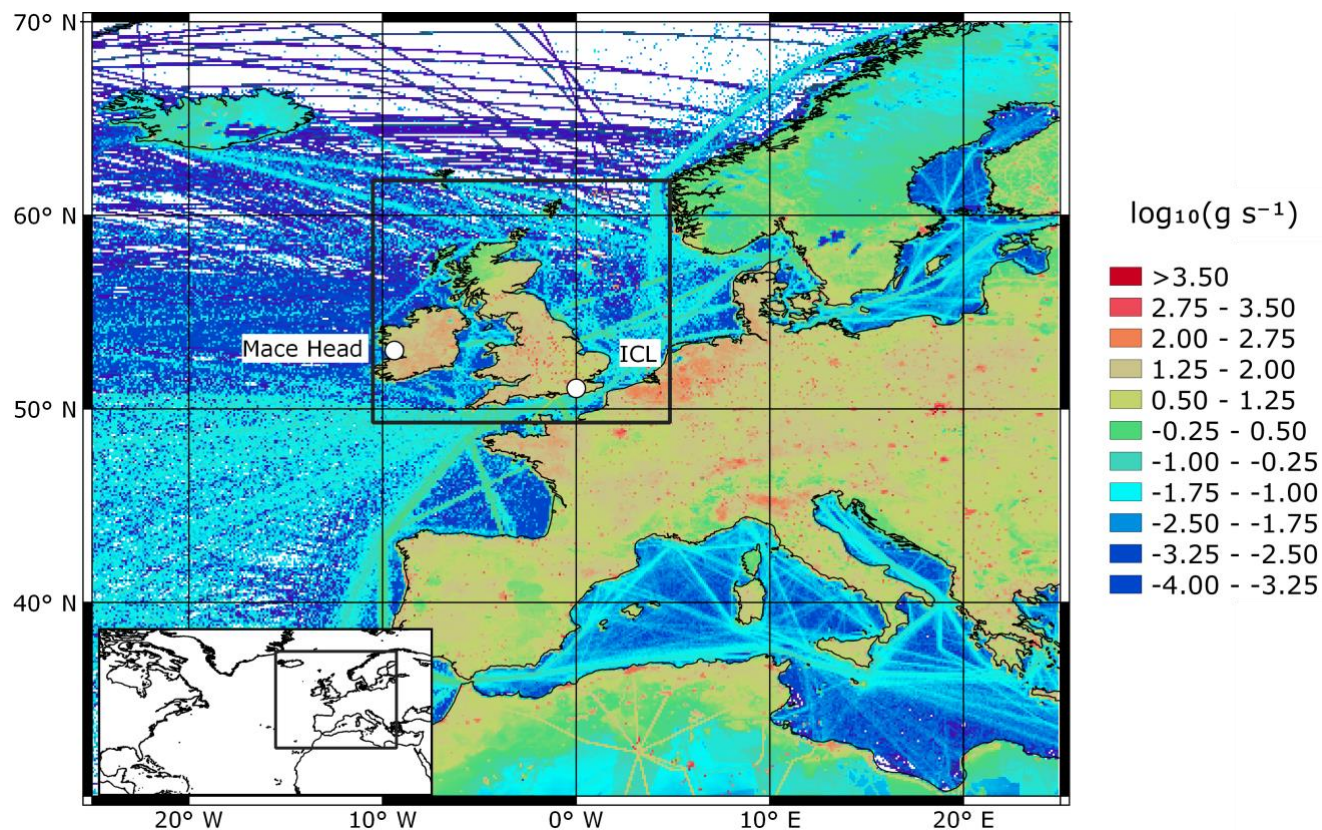 70° N
60° N
50° N
40° N
20° W
10° W
0° W
10° E
20° E
Mace Head
ICL
log₁₀(g s⁻¹)
>3.50
2.75 - 3.50
2.00 - 2.75
1.25 - 2.00
0.50 - 1.25
-0.25 - 0.50
-1.00 - -0.25
-1.75 - -1.00
-2.50 - -1.75
-3.25 - -2.50
-4.00 - -3.25